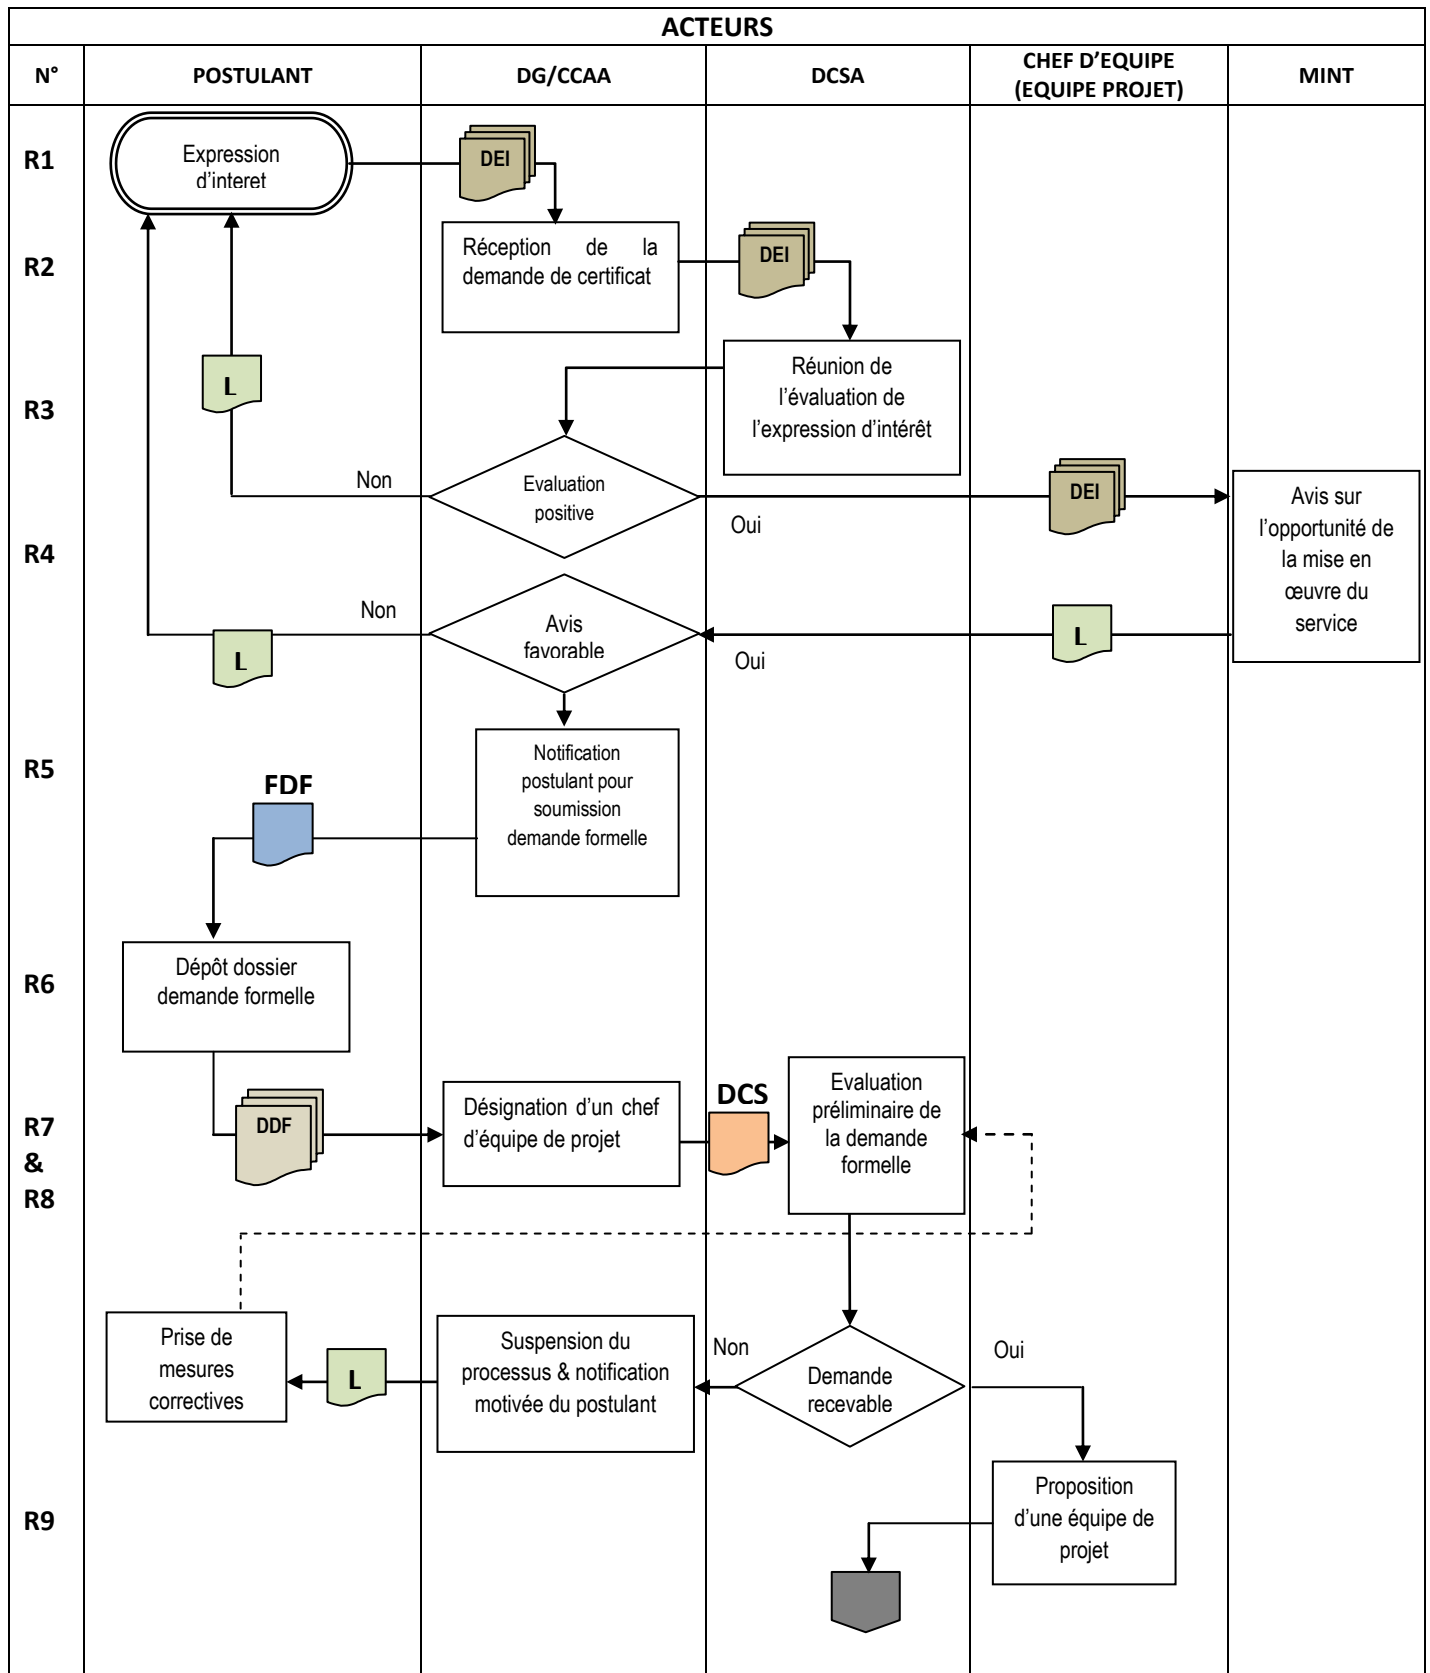 ACTEURS
N°
POSTULANT
DG/CCAA
DCSA
CHEF D'EQUIPE
(EQUIPE PROJET)
MINT
R1
Expression
d'interet
DEI
R2
Réception de la
demande de certificat
DEI
L
R3
Réunion de
l'évaluation de
l'expression d'intérêt
Non
Evaluation
positive
Oui
DEI
Avis sur
l'opportunité de
la mise en
œuvre du
service
R4
Non
Avis
favorable
Oui
L
L
R5
Notification
postulant pour
soumission
demande formelle
FDF
R6
Dépôt dossier
demande formelle
R7
&
R8
DDF
Désignation d'un chef
d'équipe de projet
DCS
Evaluation
préliminaire de
la demande
formelle
Prise de
mesures
correctives
L
Suspension du
processus & notification
motivée du postulant
Non
Demande
recevable
Oui
R9
Proposition
d'une équipe de
projet